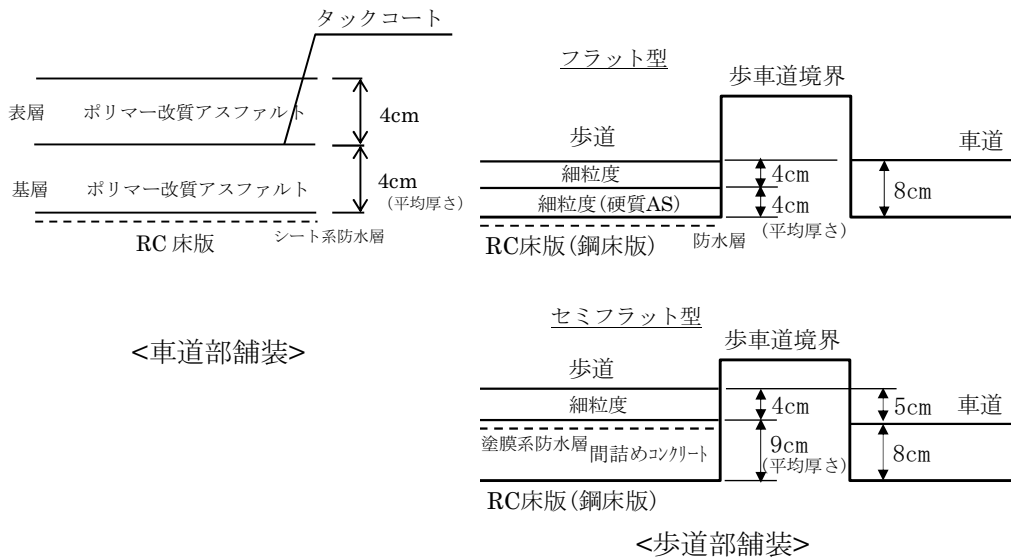 タックコート
表層 ポリマー改質アスファルト 4cm
基層 ポリマー改質アスファルト 4cm
(平均厚さ)
RC 床版 シート系防水層
<車道部舗装>
フラット型
歩車道境界
歩道 車道
細粒度 4cm 8cm
細粒度(硬質AS) 4cm
(平均厚さ)
防水層
RC床版(鋼床版)
セミフラット型
歩車道境界
歩道
細粒度 4cm 5cm 車道
塗膜系防水層 間詰めコンクリート 9cm 8cm
(平均厚さ)
RC床版(鋼床版)
<歩道部舗装>